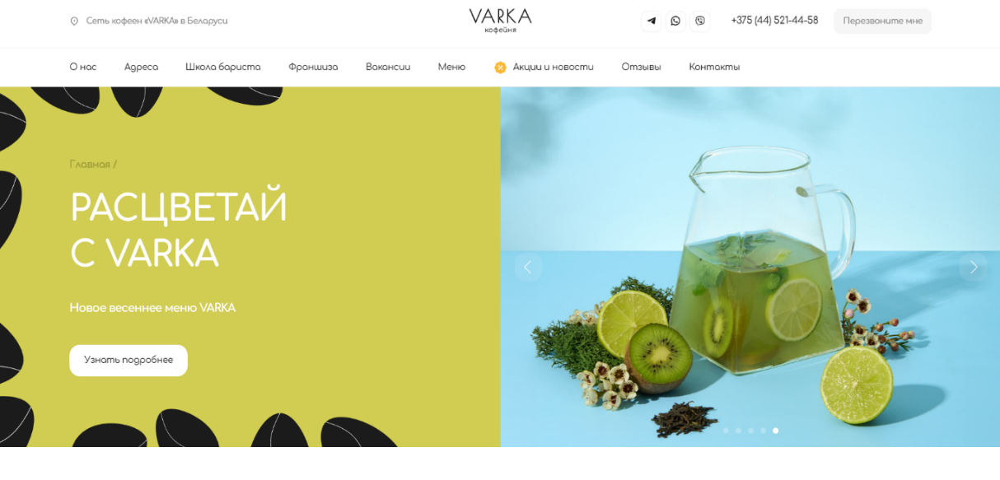 Сеть кофеен «VARKA» в Беларуси
VARKA
кофейня
+375 (44) 521-44-58
Перезвоните мне
О нас
Адреса
Школа бариста
Франшиза
Вакансии
Меню
Акции и новости
Отзывы
Контакты
Главная /
РАСЦВЕТАЙ
С VARKA
Новое весеннее меню VARKA
Узнать подробнее